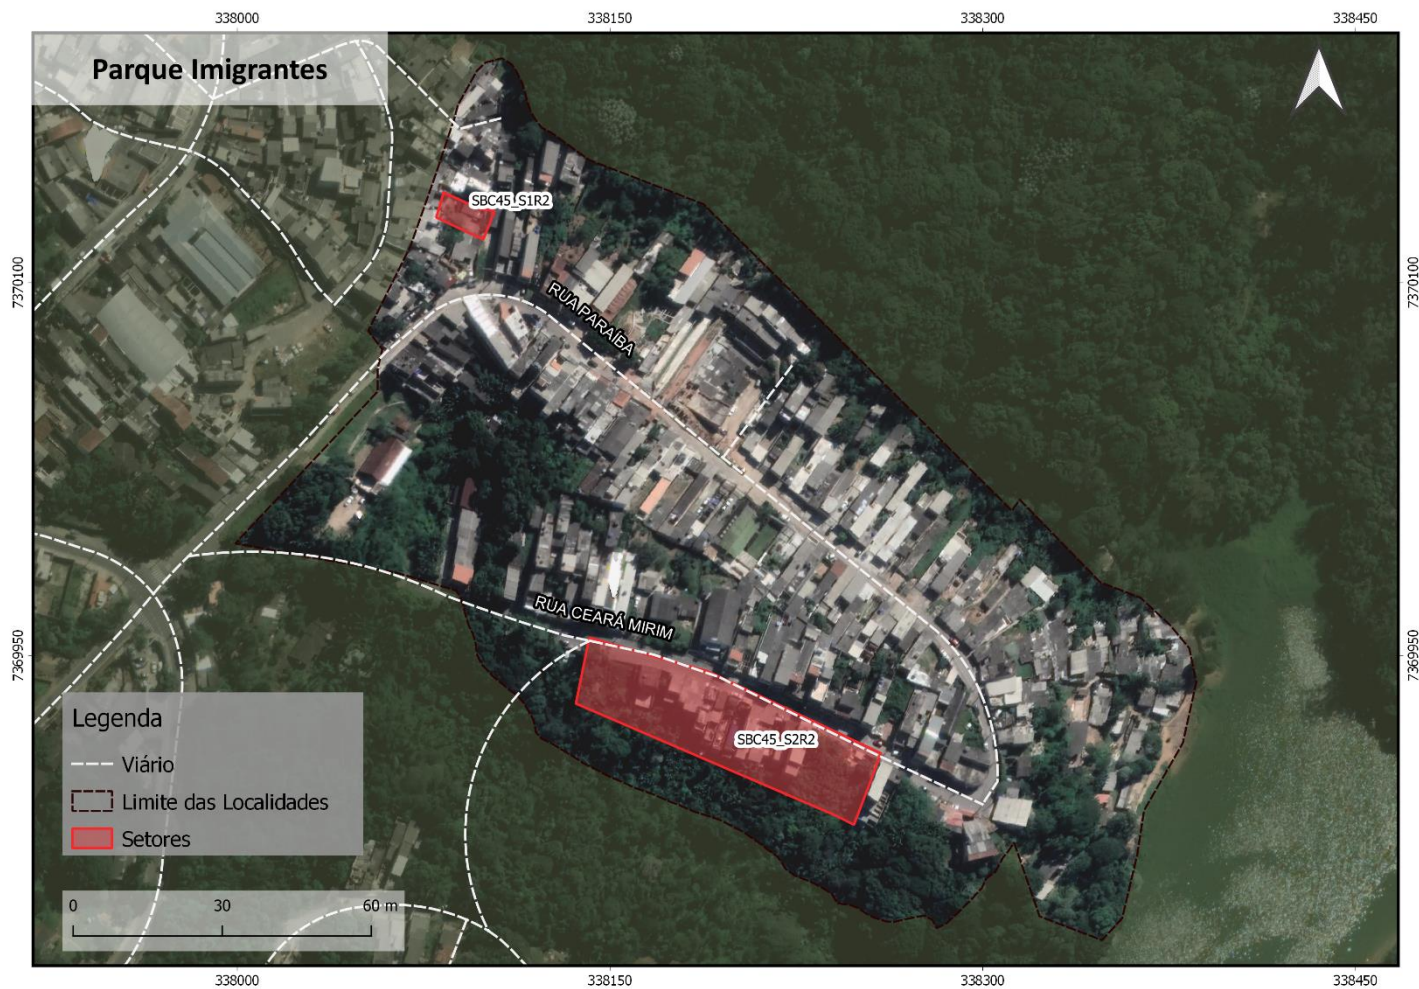 338000
338150
338300
338450
Parque Imigrantes
SBC45_S1R2
7370100
7370100
RUA PARAÍBA
RUA CEARÁ MIRIM
7369950
7369950
SBC45_S2R2
Legenda
Viário
Limite das Localidades
Setores
0
30
60 m
338000
338150
338300
338450